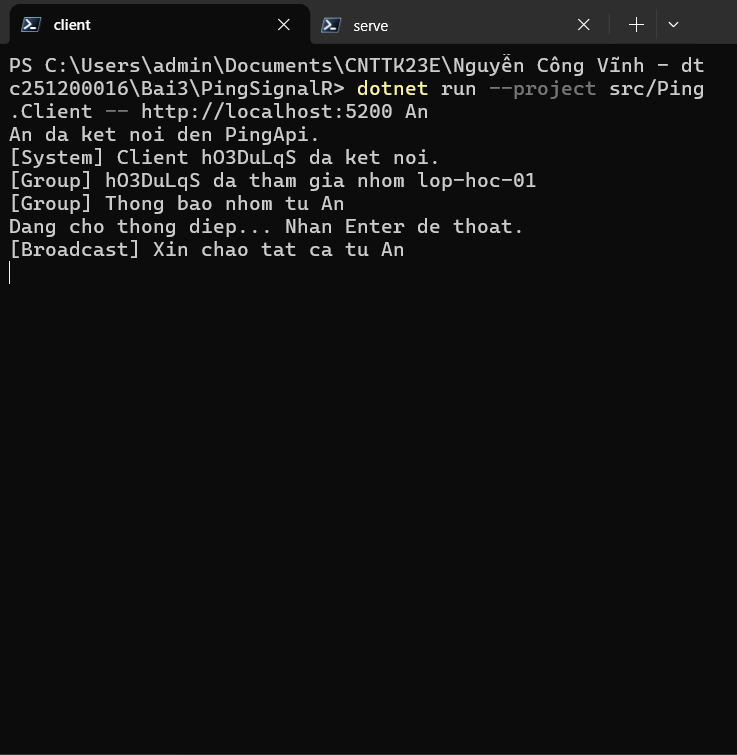 client
serve
PS C:\Users\admin\Documents\CNTTK23E\Nguyễn Công Vĩnh - dt
c251200016\Bai3\PingSignalR> dotnet run --project src/Ping
.Client -- http://localhost:5200 An
An da ket noi den PingApi.
[System] Client hO3DuLqS da ket noi.
[Group] hO3DuLqS da tham gia nhom lop-hoc-01
[Group] Thong bao nhom tu An
Dang cho thong diep... Nhan Enter de thoat.
[Broadcast] Xin chao tat ca tu An